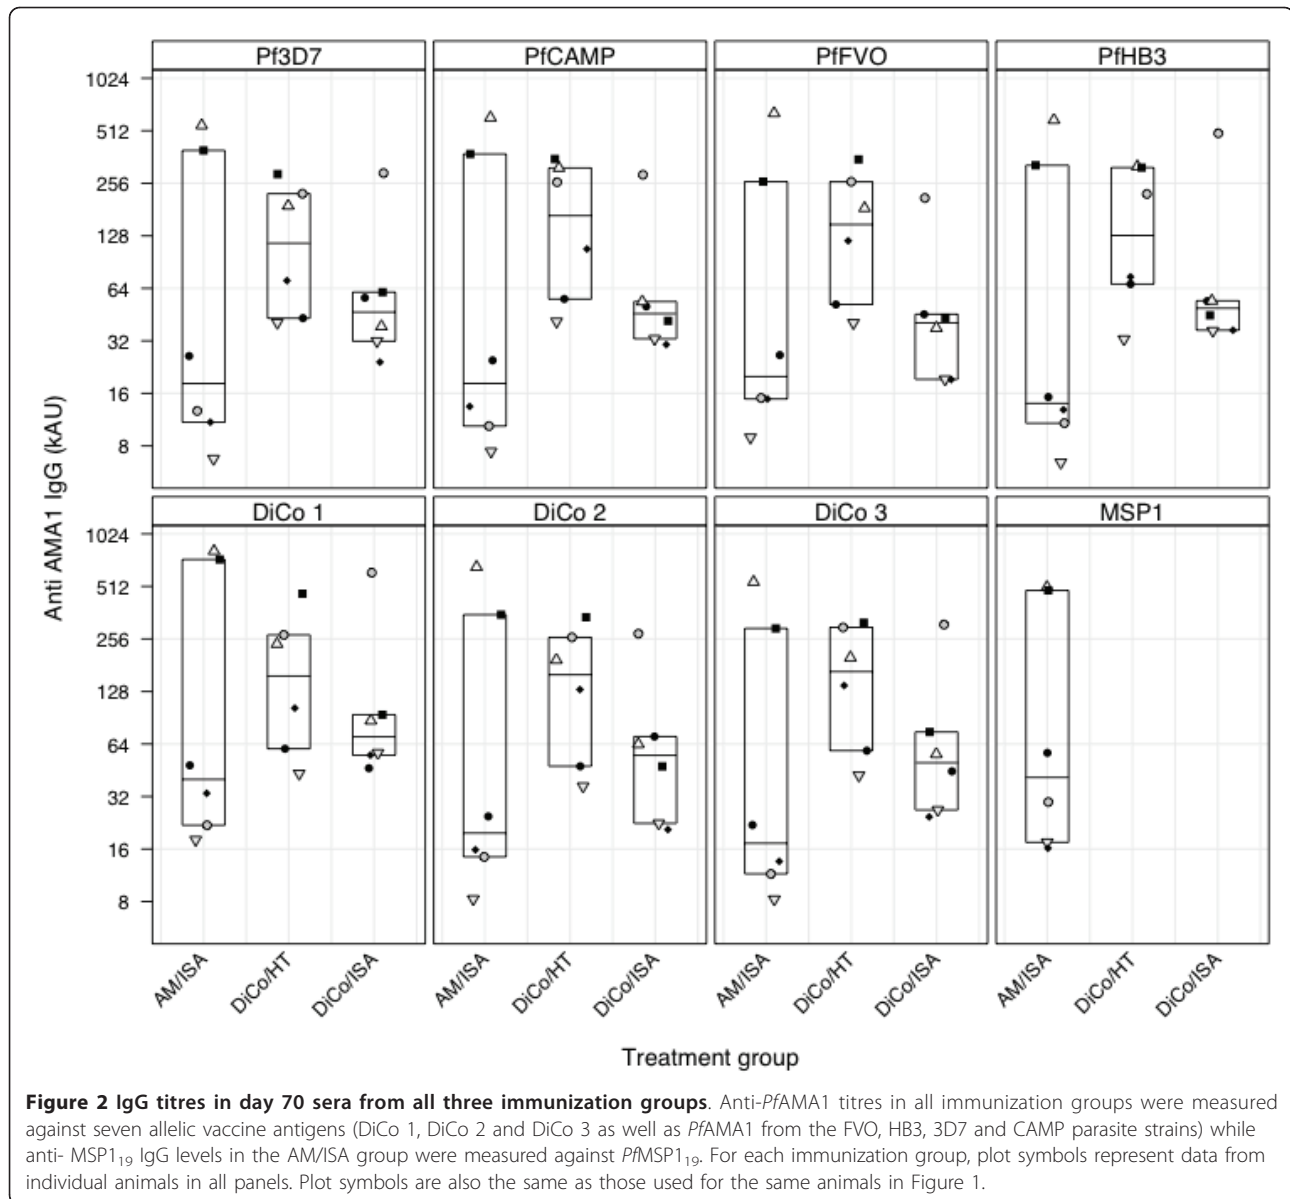 Pf3D7 PfCAMP PfFVO PfHB3
1024
512
256
128
64
32
16
8
DiCo 1 DiCo 2 DiCo 3 MSP1
1024
512
256
128
64
32
16
8
Anti AMA1 IgG (kAU)
AM/ISA DiCo/HT DiCo/ISA AM/ISA DiCo/HT DiCo/ISA AM/ISA DiCo/HT DiCo/ISA AM/ISA DiCo/HT DiCo/ISA
Treatment group
Figure 2 IgG titres in day 70 sera from all three immunization groups. Anti-PfAMA1 titres in all immunization groups were measured
against seven allelic vaccine antigens (DiCo 1, DiCo 2 and DiCo 3 as well as PfAMA1 from the FVO, HB3, 3D7 and CAMP parasite strains) while
anti- MSP1₁₉ IgG levels in the AM/ISA group were measured against PfMSP1₁₉. For each immunization group, plot symbols represent data from
individual animals in all panels. Plot symbols are also the same as those used for the same animals in Figure 1.